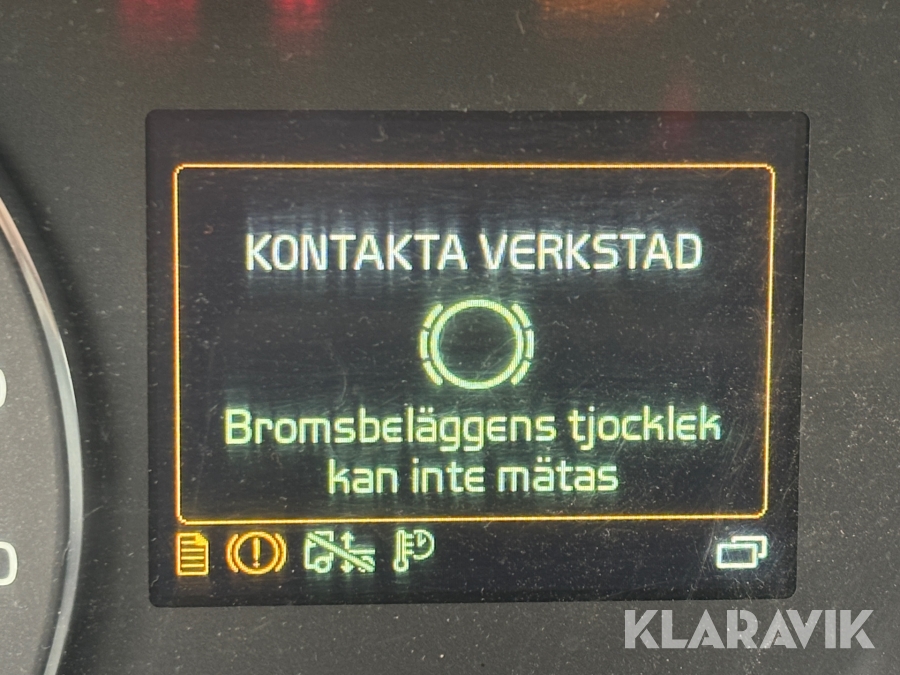 KONTAKTA VERKSTAD
Bromsbeläggens tjocklek
kan inte mätas
KLARAVIK